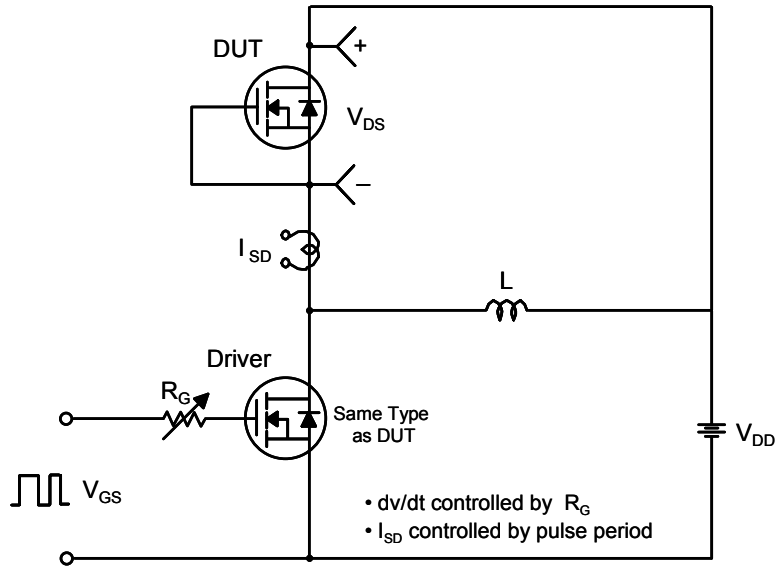 DUT
+
VDS
–
ISD
L
Driver
RG
Same Type
as DUT
VDD
VGS
• dv/dt controlled by RG
• ISD controlled by pulse period